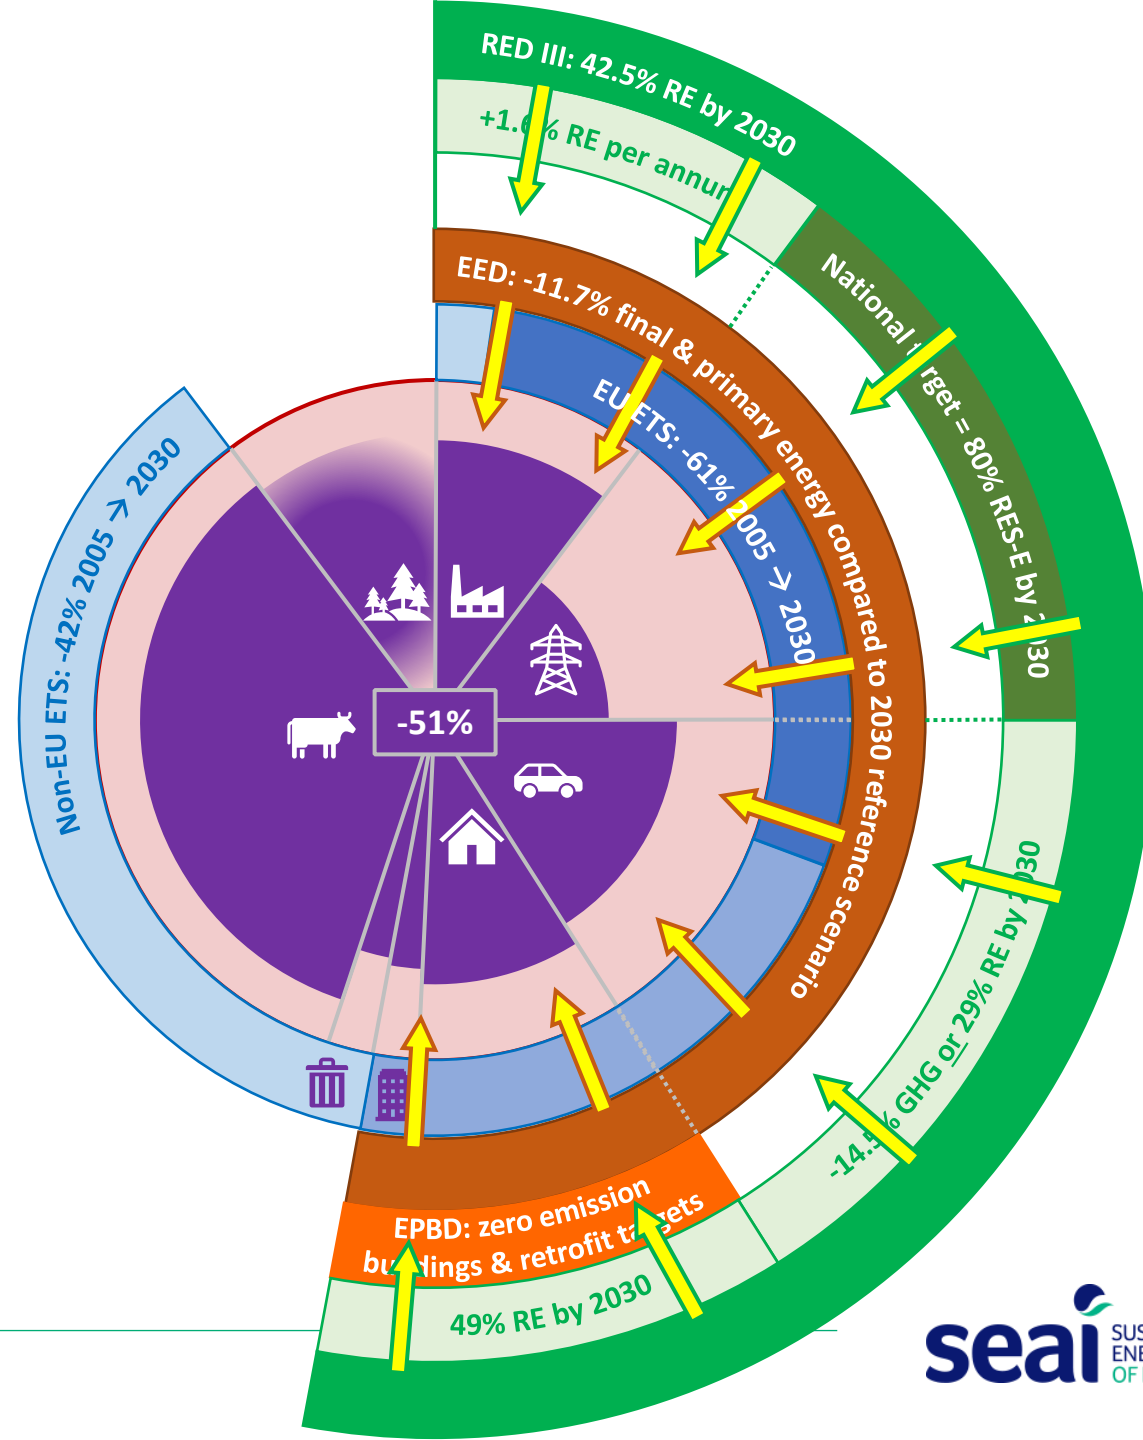 RED III: 42.5% RE by 2030
+1.6% RE per annum
National target = 80% RES-E by 2030
EED: -11.7% final & primary energy compared to 2030 reference scenario
EU ETS: -61% 2005 → 2030
Non-EU ETS: -42% 2005 → 2030
-51%
-14.5% GHG or 29% RE by 2030
EPBD: zero emission
buildings & retrofit targets
49% RE by 2030
seai
OF